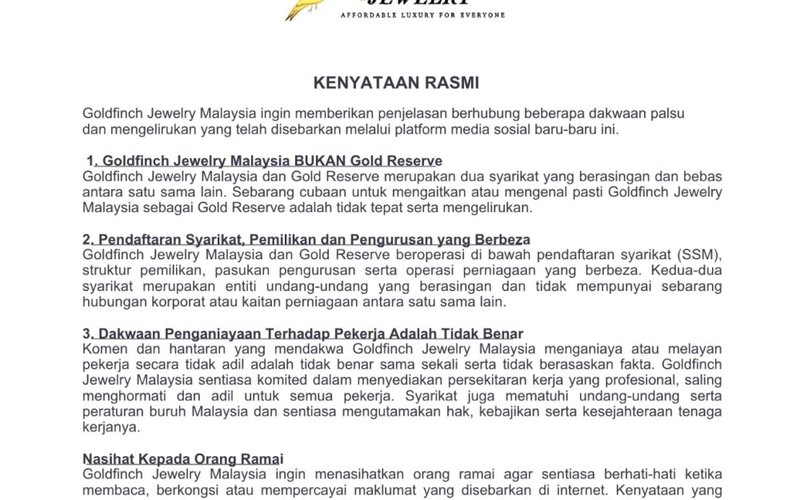 JEWELRY
AFFORDABLE LUXURY FOR EVERYONE
KENYATAAN RASMI
Goldfinch Jewelry Malaysia ingin memberikan penjelasan berhubung beberapa dakwaan palsu
dan mengelirukan yang telah disebarkan melalui platform media sosial baru-baru ini.
1. Goldfinch Jewelry Malaysia BUKAN Gold Reserve
Goldfinch Jewelry Malaysia dan Gold Reserve merupakan dua syarikat yang berasingan dan bebas
antara satu sama lain. Sebarang cubaan untuk mengaitkan atau mengenal pasti Goldfinch Jewelry
Malaysia sebagai Gold Reserve adalah tidak tepat serta mengelirukan.
2. Pendaftaran Syarikat, Pemilikan dan Pengurusan yang Berbeza
Goldfinch Jewelry Malaysia dan Gold Reserve beroperasi di bawah pendaftaran syarikat (SSM),
struktur pemilikan, pasukan pengurusan serta operasi perniagaan yang berbeza. Kedua-dua
syarikat merupakan entiti undang-undang yang berasingan dan tidak mempunyai sebarang
hubungan korporat atau kaitan perniagaan antara satu sama lain.
3. Dakwaan Penganiayaan Terhadap Pekerja Adalah Tidak Benar
Komen dan hantaran yang mendakwa Goldfinch Jewelry Malaysia menganiaya atau melayan
pekerja secara tidak adil adalah tidak benar sama sekali serta tidak berasaskan fakta. Goldfinch
Jewelry Malaysia sentiasa komited dalam menyediakan persekitaran kerja yang profesional, saling
menghormati dan adil untuk semua pekerja. Syarikat juga mematuhi undang-undang serta
peraturan buruh Malaysia dan sentiasa mengutamakan hak, kebajikan serta kesejahteraan tenaga
kerjanya.
Nasihat Kepada Orang Ramai
Goldfinch Jewelry Malaysia ingin menasihatkan orang ramai agar sentiasa berhati-hati ketika
membaca, berkongsi atau mempercayai maklumat yang disebarkan di internet. Kenyataan yang